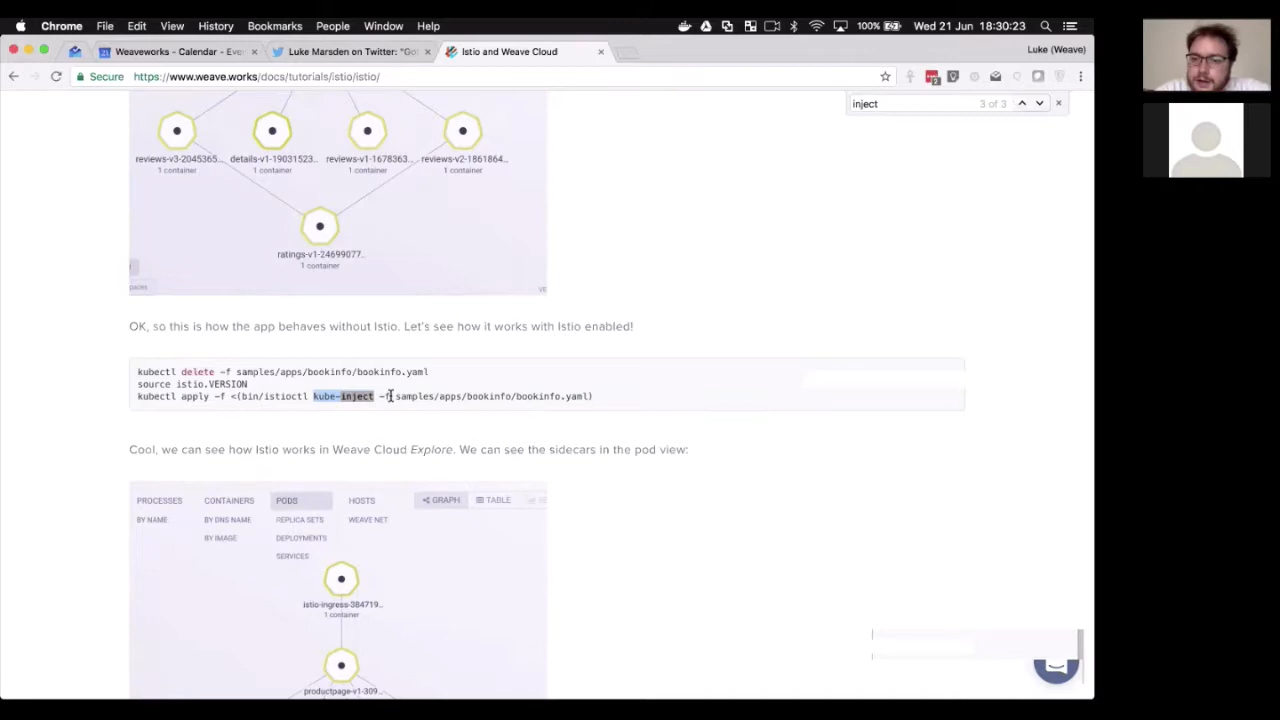 Chrome File Edit View History Bookmarks People Window Help 100% Wed 21 Jun 18:30:23
Weaveworks - Calendar - Eve Luke Marsden on Twitter: "Go Istio and Weave Cloud Luke (Weave)
Secure https://www.weave.works/docs/tutorials/istio/istio/
inject 3 of 3
reviews-v3-2045365... details-v1-19031523... reviews-v1-1678363... reviews-v2-1861864...
1 container 1 container 1 container 1 container
ratings-v1-24699077...
1 container
paces
OK, so this is how the app behaves without Istio. Let's see how it works with Istio enabled!
kubectl delete -f samples/apps/bookinfo/bookinfo.yaml
source istio.VERSION
kubectl apply -f <(bin/istioctl kube-inject -f samples/apps/bookinfo/bookinfo.yaml)
Cool, we can see how Istio works in Weave Cloud Explore. We can see the sidecars in the pod view:
PROCESSES CONTAINERS PODS HOSTS GRAPH TABLE
BY NAME BY DNS NAME REPLICA SETS WEAVE NET
BY IMAGE DEPLOYMENTS
SERVICES
istio-ingress-384719...
1 container
productpage-v1-309...